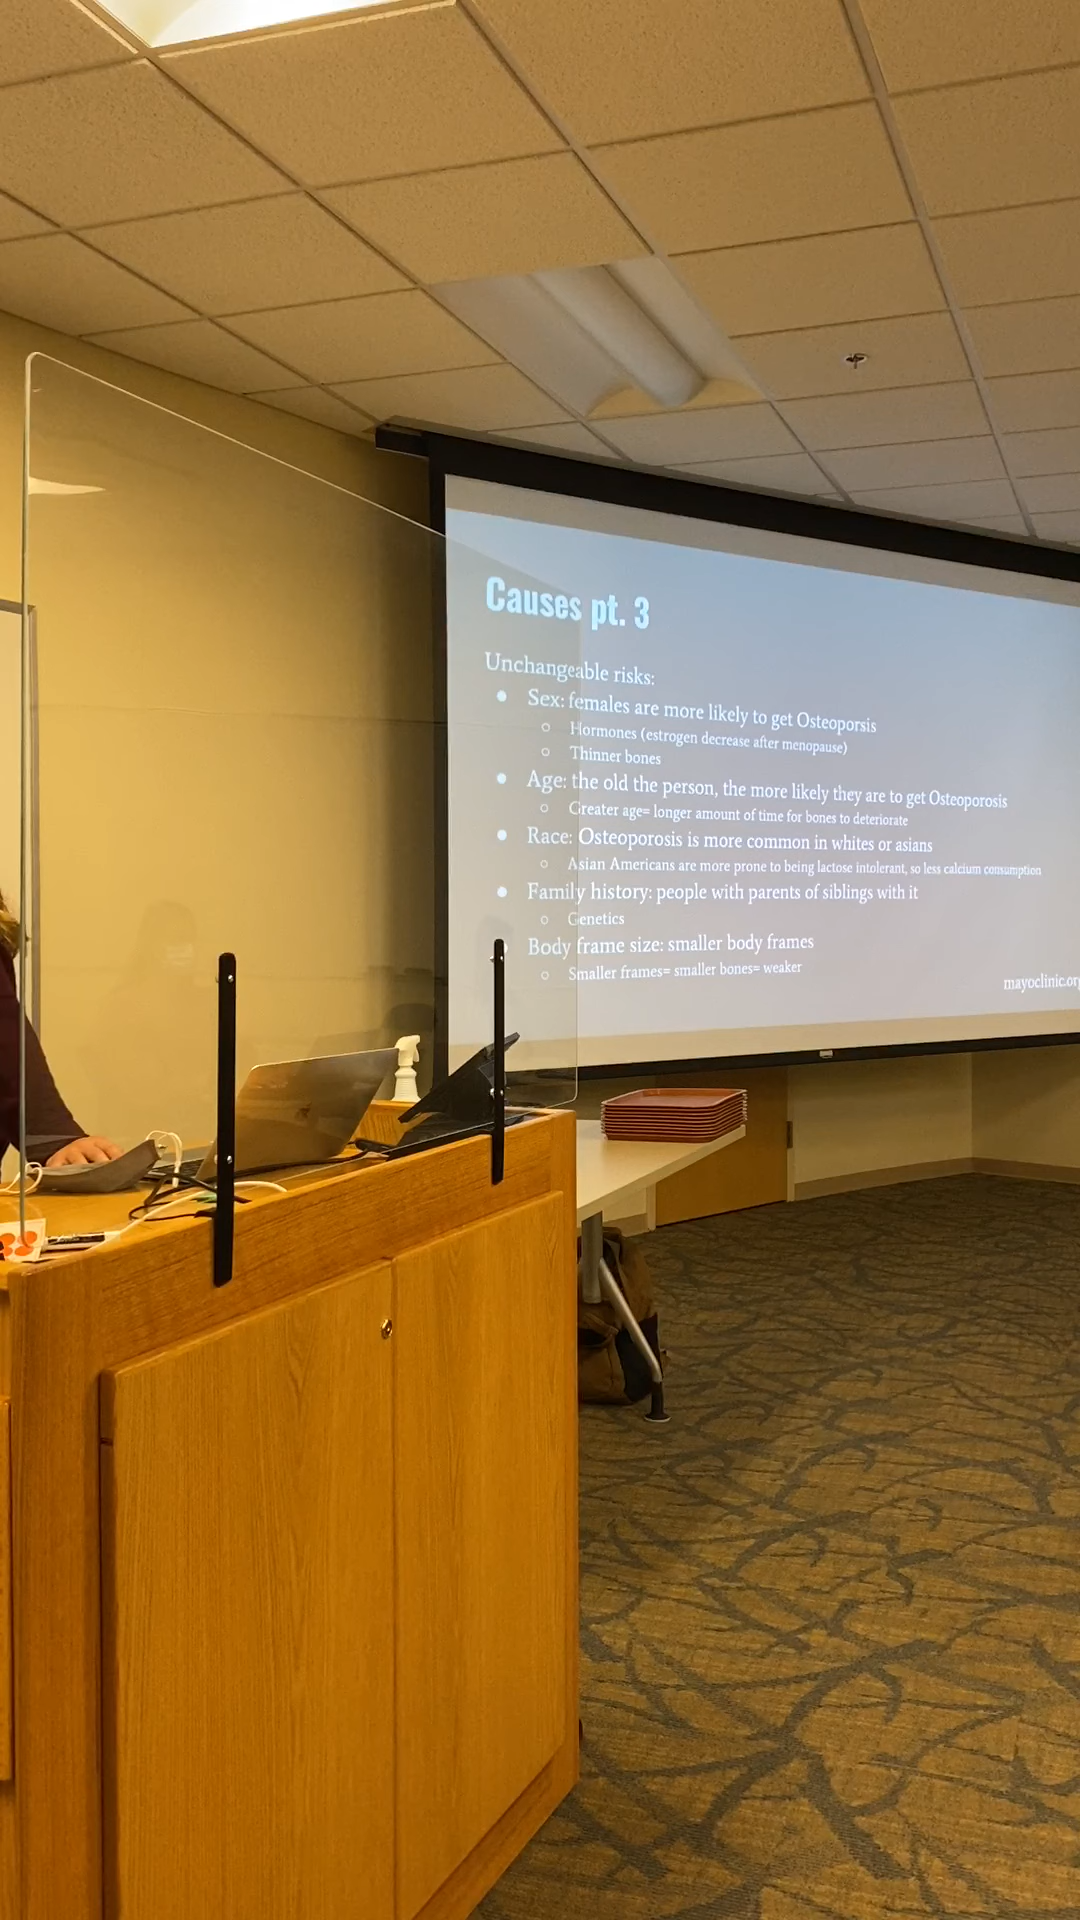 Causes pt. 3
Unchangeable risks:
Sex: females are more likely to get Osteoporsis
Hormones (estrogen decrease after menopause)
Thinner bones
Age: the old the person, the more likely they are to get Osteoporosis
Greater age= longer amount of time for bones to deteriorate
Race: Osteoporosis is more common in whites or asians
Asian Americans are more prone to being lactose intolerant, so less calcium consumption
Family history: people with parents of siblings with it
Genetics
Body frame size: smaller body frames
Smaller frames= smaller bones= weaker
mayoclinic.org